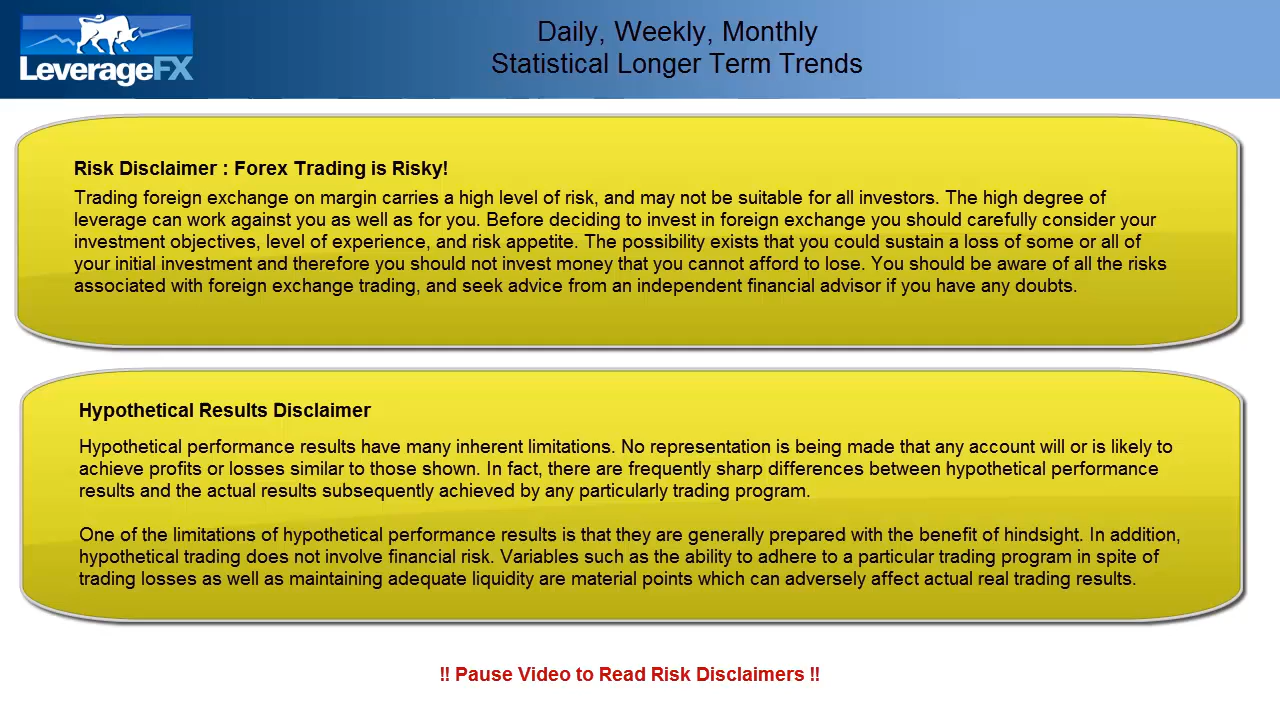 LeverageFX
Daily, Weekly, Monthly
Statistical Longer Term Trends
Risk Disclaimer : Forex Trading is Risky!
Trading foreign exchange on margin carries a high level of risk, and may not be suitable for all investors. The high degree of
leverage can work against you as well as for you. Before deciding to invest in foreign exchange you should carefully consider your
investment objectives, level of experience, and risk appetite. The possibility exists that you could sustain a loss of some or all of
your initial investment and therefore you should not invest money that you cannot afford to lose. You should be aware of all the risks
associated with foreign exchange trading, and seek advice from an independent financial advisor if you have any doubts.
Hypothetical Results Disclaimer
Hypothetical performance results have many inherent limitations. No representation is being made that any account will or is likely to
achieve profits or losses similar to those shown. In fact, there are frequently sharp differences between hypothetical performance
results and the actual results subsequently achieved by any particularly trading program.
One of the limitations of hypothetical performance results is that they are generally prepared with the benefit of hindsight. In addition,
hypothetical trading does not involve financial risk. Variables such as the ability to adhere to a particular trading program in spite of
trading losses as well as maintaining adequate liquidity are material points which can adversely affect actual real trading results.
!! Pause Video to Read Risk Disclaimers !!